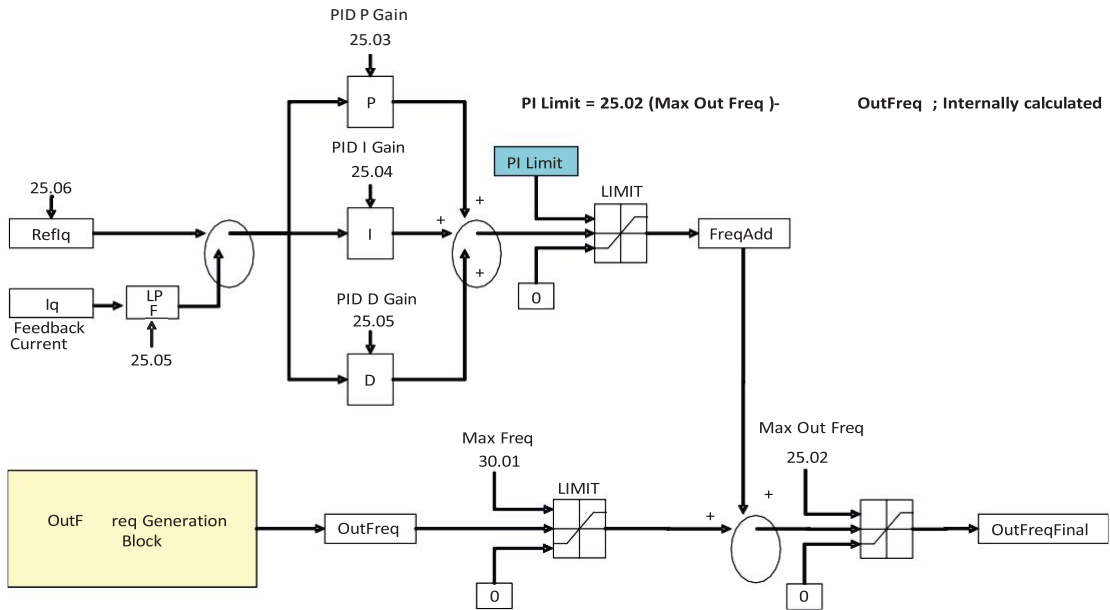 PID P Gain
25.03
P
PI Limit = 25.02 (Max Out Freq )- OutFreq ; Internally calculated
PID I Gain
25.04
PI Limit
25.06
LIMIT
+
RefIq
+
I
FreqAdd
+
Iq
LP
F
PID D Gain
0
Feedback
Current
25.05
25.05
D
Max Freq
30.01
Max Out Freq
25.02
LIMIT
+
OutF req Generation
Block
OutFreq
+
OutFreqFinal
0
0